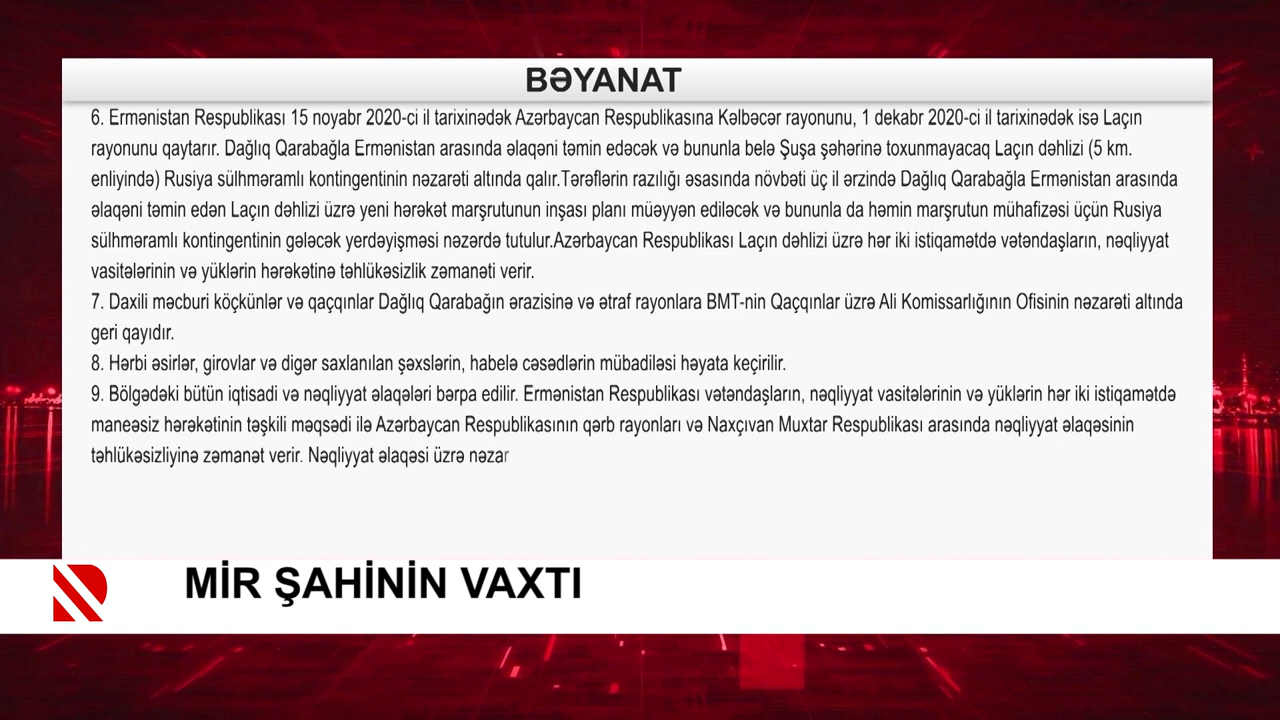 BƏYANAT
6. Ermənistan Respublikası 15 noyabr 2020-ci il tarixinədək Azərbaycan Respublikasına Kəlbəcər rayonunu, 1 dekabr 2020-ci il tarixinədək isə Laçın
rayonunu qaytarır. Dağlıq Qarabağla Ermənistan arasında əlaqəni təmin edəcək və bununla belə Şuşa şəhərinə toxunmayacaq Laçın dəhlizi (5 km.
enliyində) Rusiya sülhməramlı kontingentinin nəzarəti altında qalır.Tərəflərin razılığı əsasında növbəti üç il ərzində Dağlıq Qarabağla Ermənistan arasında
əlaqəni təmin edən Laçın dəhlizi üzrə yeni hərəkət marşrutunun inşası planı müəyyən ediləcək və bununla da həmin marşrutun mühafizəsi üçün Rusiya
sülhməramlı kontingentinin gələcək yerdəyişməsi nəzərdə tutulur.Azərbaycan Respublikası Laçın dəhlizi üzrə hər iki istiqamətdə vətəndaşların, nəqliyyat
vasitələrinin və yüklərin hərəkətinə təhlükəsizlik zəmanəti verir.
7. Daxili məcburi köçkünlər və qaçqınlar Dağlıq Qarabağın ərazisinə və ətraf rayonlara BMT-nin Qaçqınlar üzrə Ali Komissarlığının Ofisinin nəzarəti altında
geri qayıdır.
8. Hərbi əsirlər, girovlar və digər saxlanılan şəxslərin, habelə cəsədlərin mübadiləsi həyata keçirilir.
9. Bölgədəki bütün iqtisadi və nəqliyyat əlaqələri bərpa edilir. Ermənistan Respublikası vətəndaşların, nəqliyyat vasitələrinin və yüklərin hər iki istiqamətdə
maneəsiz hərəkətinin təşkili məqsədi ilə Azərbaycan Respublikasının qərb rayonları və Naxçıvan Muxtar Respublikası arasında nəqliyyat əlaqəsinin
təhlükəsizliyinə zəmanət verir. Nəqliyyat əlaqəsi üzrə nəzar
MİR ŞAHİNİN VAXTI